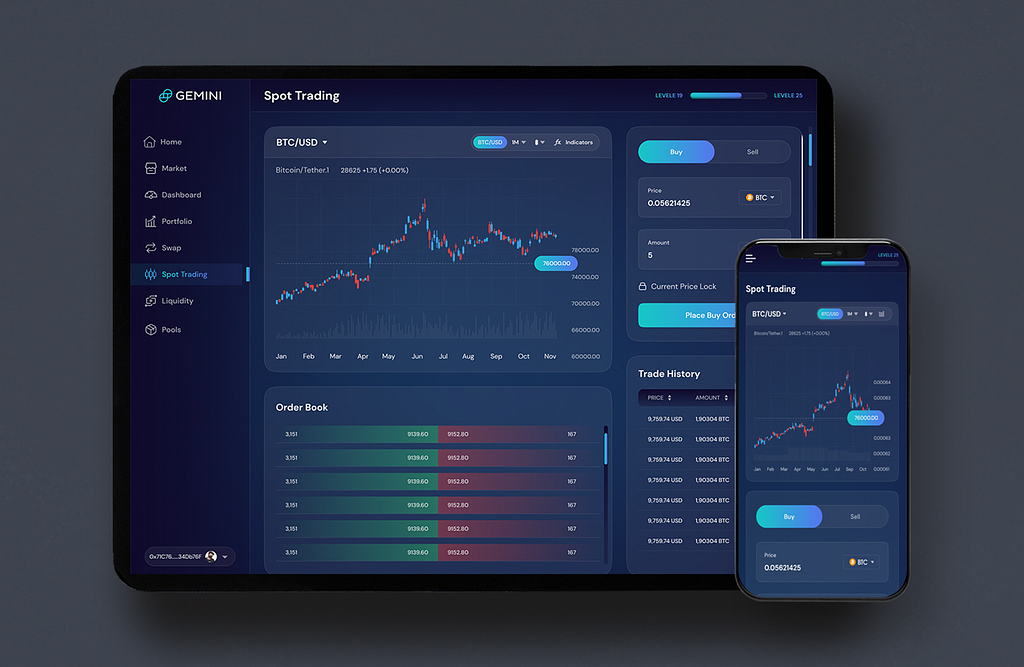 GEMINI
Home
Market
Dashboard
Portfolio
Swap
Spot Trading
Liquidity
Pools
0x71C76.....34Db76F
Spot Trading
LEVELE 19
LEVELE 25
BTC/USD
BTC/USD 1M fx Indicators
Bitcoin/Tether.1 28625 +1.75 (+0.00%)
78000.00
76000.00
74000.00
70000.00
66000.00
60000.00
Jan Feb Mar Apr May Jun Jul Aug Sep Oct Nov
Order Book
3,151 9139.60 9152.80 167
3,151 9139.60 9152.80 167
3,151 9139.60 9152.80 167
3,151 9139.60 9152.80 167
3,151 9139.60 9152.80 167
3,151 9139.60 9152.80 167
Buy Sell
Price
0.05621425 BTC
Amount
5
Current Price Lock
Place Buy Ord
Trade History
PRICE AMOUNT
9,759.74 USD 1,90304 BTC
9,759.74 USD 1,90304 BTC
9,759.74 USD 1,90304 BTC
9,759.74 USD 1,90304 BTC
9,759.74 USD 1,90304 BTC
9,759.74 USD 1,90304 BTC
9,759.74 USD 1,90304 BTC
LEVELE 25
Spot Trading
BTC/USD
BTC/USD 1M
Bitcoin/Tether.1 28625 +1.75 (+0.00%)
0.00064
0.00063
76000.00
0.00063
0.00062
0.00061
Jan Feb Mar Apr May Jun Jul Sep Oct
Buy Sell
Price
0.05621425 BTC